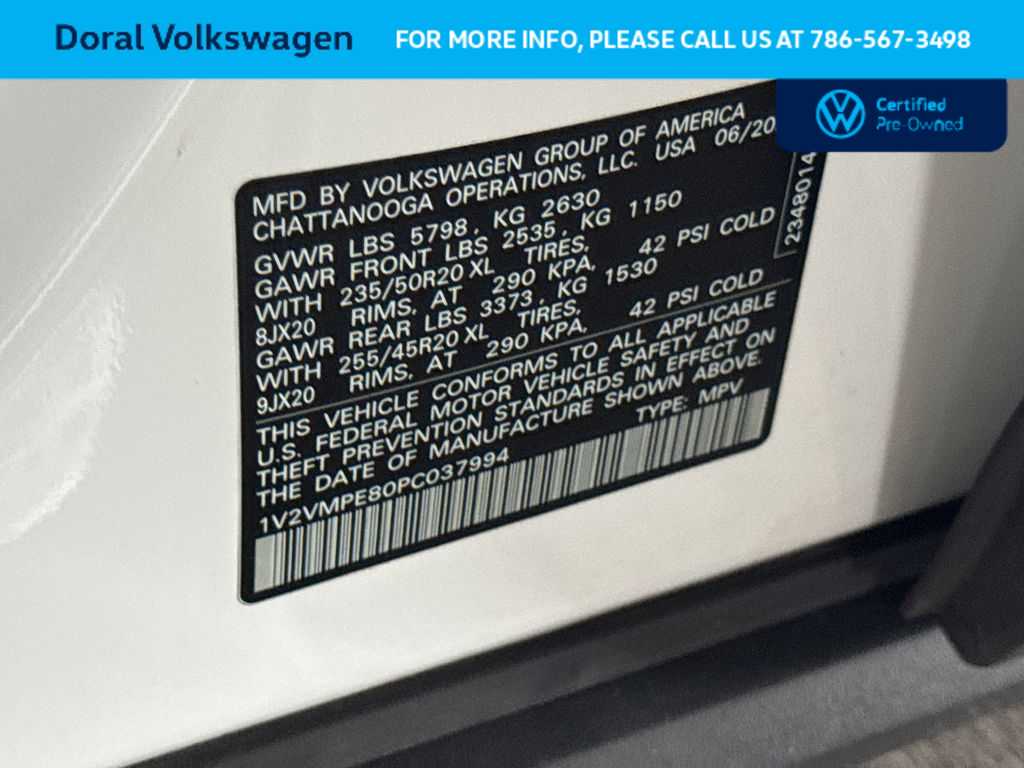 Doral Volkswagen
FOR MORE INFO, PLEASE CALL US AT 786-567-3498
Certified
Pre-Owned
MFD BY VOLKSWAGEN GROUP OF AMERICA
CHATTANOOGA OPERATIONS, LLC. USA 06/20
GVWR LBS 5798, KG 2630
GAWR FRONT LBS 2535, KG 1150
WITH 235/50R20 XL TIRES,
8JX20 RIMS, AT 290 KPA, 42 PSI COLD
GAWR REAR LBS 3373, KG 1530
WITH 255/45R20 XL TIRES,
9JX20 RIMS, AT 290 KPA, 42 PSI COLD
THIS VEHICLE CONFORMS TO ALL APPLICABLE
U.S. FEDERAL MOTOR VEHICLE SAFETY AND
THEFT PREVENTION STANDARDS IN EFFECT ON
THE DATE OF MANUFACTURE SHOWN ABOVE.
1V2VMPE80PC037994 TYPE: MPV
2348014